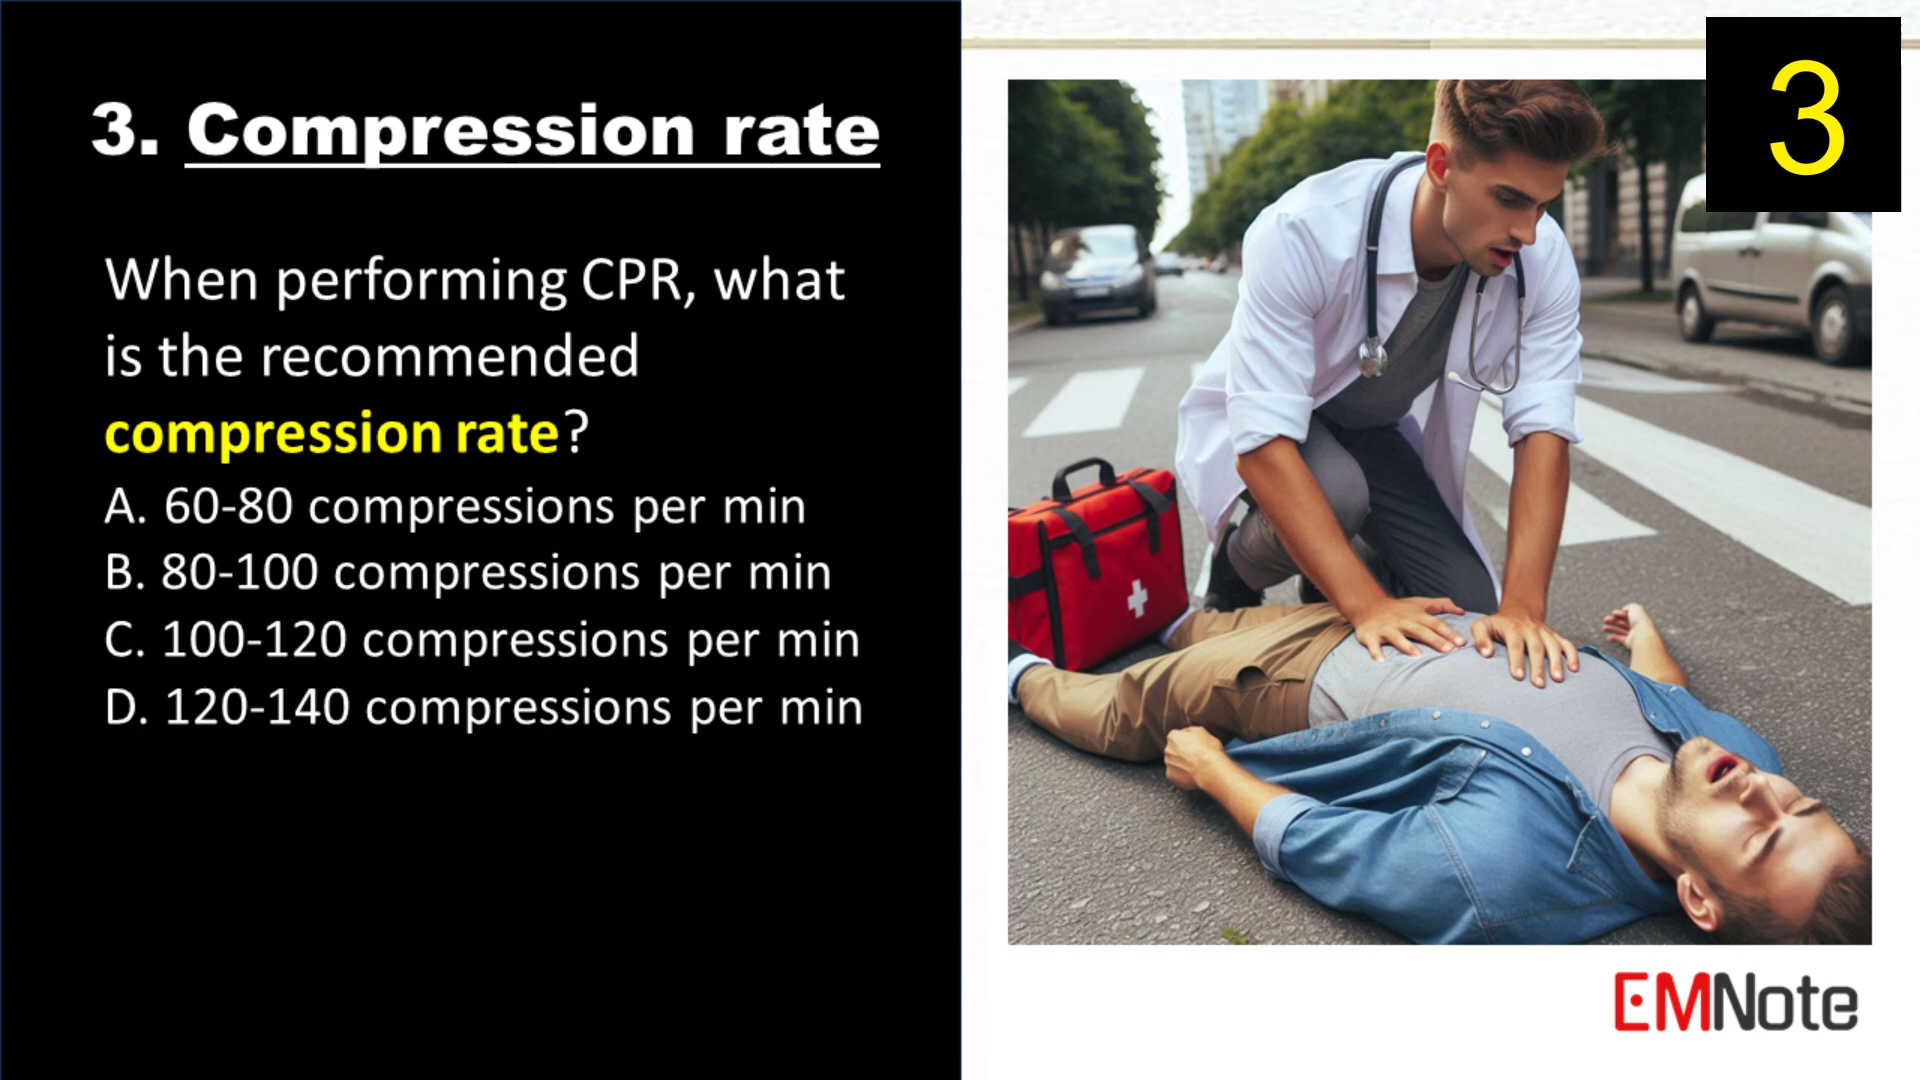 3. Compression rate
When performing CPR, what
is the recommended
compression rate?
A. 60-80 compressions per min
B. 80-100 compressions per min
C. 100-120 compressions per min
D. 120-140 compressions per min
3
EMNote